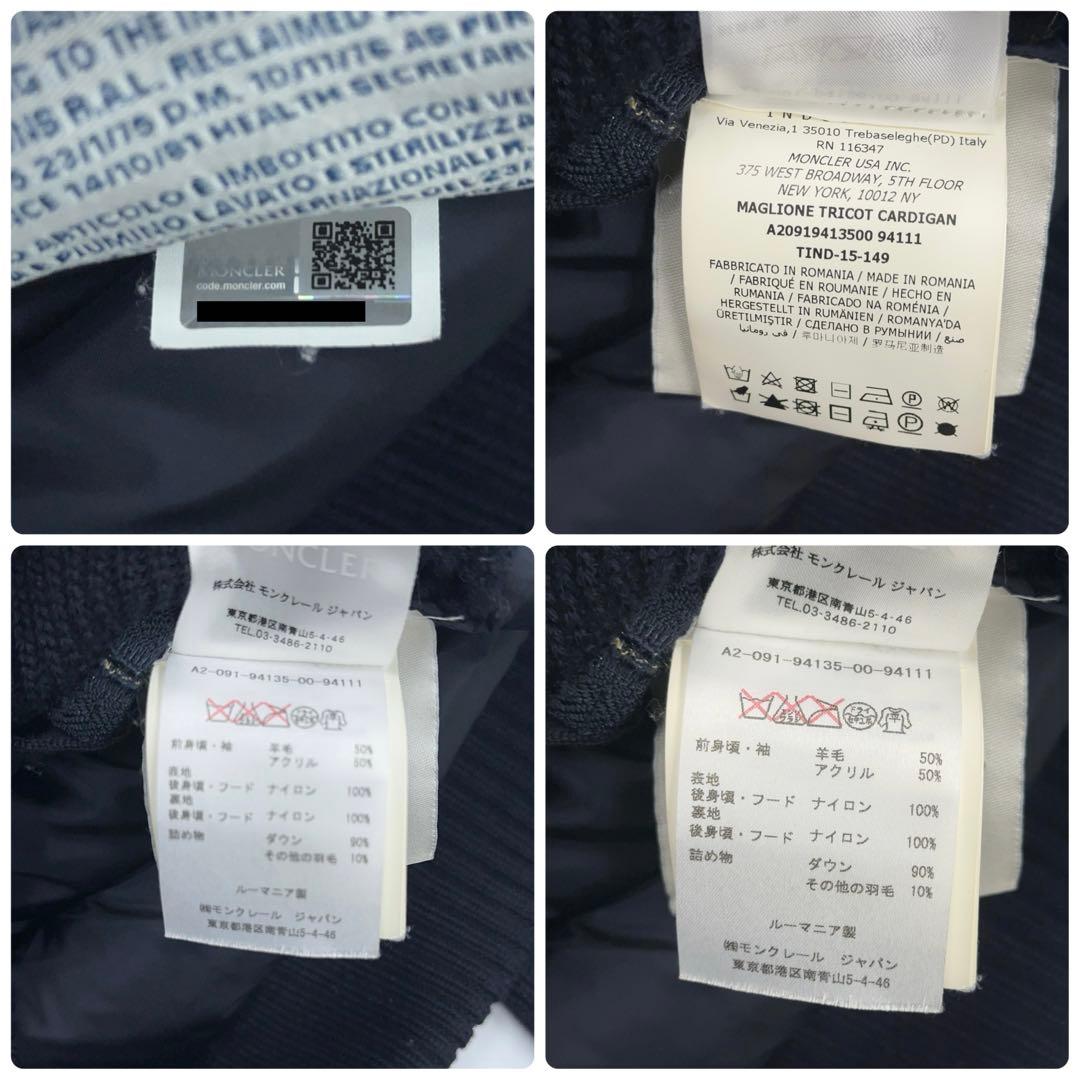 NG TO THE IN
RAL. RECLAIMED
23/1/79 D.M. 10/11/76. AB PER
HEALTH SECRETARY
ARTICOLO È IMBOTTITO CON
PIUMINO LAVATO E STERILIZZA
INTERNAZIONALI
MONCLER
code.moncler.com
Via Venezia,1 35010 Trebaseleghe(PD) Italy
RN 116347
MONCLER USA INC.
375 WEST BROADWAY, 5TH FLOOR
NEW YORK, 10012 NY
MAGLIONE TRICOT CARDIGAN
A20919413500 94111
TIND-15-149
FABBRICATO IN ROMANIA / MADE IN ROMANIA
/ FABRIQUÉ EN ROUMANIE / HECHO EN
RUMANIA / FABRICADO NA ROMÉNIA /
HERGESTELLT IN RUMÄNIEN / ROMANYA'DA
ÜRETILMIŞTIR / СДЕЛАНО В РУМЫНИИ / صنع
في رومانيا / 루마니아제 / 罗马尼亚制造
ONCLER
株式会社 モンクレール ジャパン
東京都港区南青山5-4-46
TEL.03-3486-2110
A2-091-94135-00-94111
前身頃・袖 羊毛 50%
アクリル 50%
表地
後身頃・フード ナイロン 100%
裏地
後身頃・フード ナイロン 100%
詰め物 ダウン 90%
その他の羽毛 10%
ルーマニア製
㈱モンクレール ジャパン
東京都港区南青山5-4-46
株式会社 モンクレール ジャパン
東京都港区南青山5-4-46
TEL.03-3486-2110
A2-091-94135-00-94111
ドライ
セキユ系
平
前身頃・袖 羊毛 50%
アクリル 50%
表地
後身頃・フード ナイロン 100%
裏地
後身頃・フード ナイロン 100%
詰め物 ダウン 90%
その他の羽毛 10%
ルーマニア製
㈱モンクレール ジャパン
東京都港区南青山5-4-46